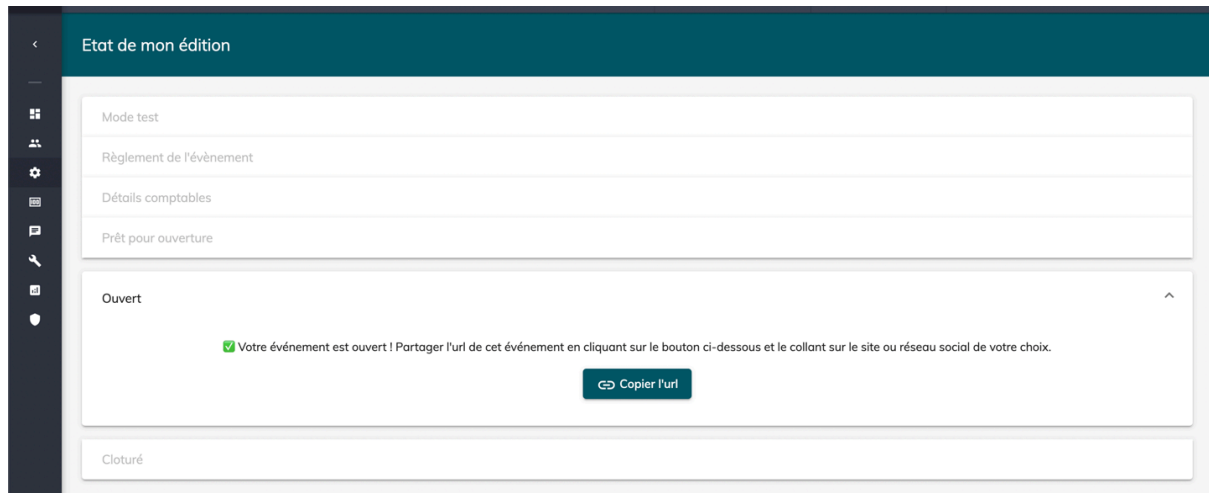 Etat de mon édition
Mode test
Règlement de l'évènement
Détails comptables
Prêt pour ouverture
Ouvert
✅ Votre événement est ouvert ! Partager l'url de cet événement en cliquant sur le bouton ci-dessous et le collant sur le site ou réseau social de votre choix.
Copier l'url
Cloturé